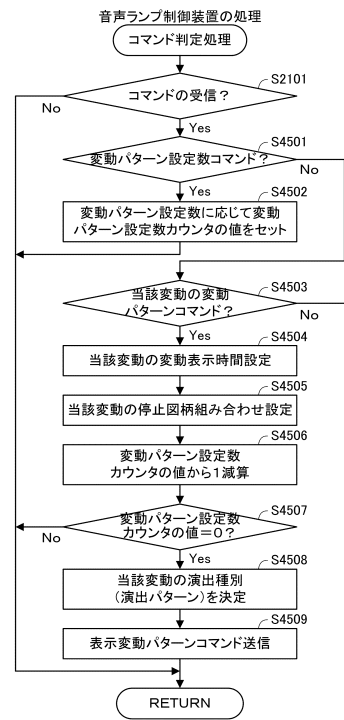 音声ランプ制御装置の処理
コマンド判定処理
S2101
コマンドの受信？
No
Yes
S4501
変動パターン設定数コマンド？
No
Yes
S4502
変動パターン設定数に応じて変動
パターン設定数カウンタの値をセット
S4503
当該変動の変動
パターンコマンド？
No
Yes
S4504
当該変動の変動表示時間設定
S4505
当該変動の停止図柄組み合わせ設定
S4506
変動パターン設定数
カウンタの値から１減算
S4507
変動パターン設定数
カウンタの値＝０？
No
Yes
S4508
当該変動の演出種別
（演出パターン）を決定
S4509
表示変動パターンコマンド送信
RETURN